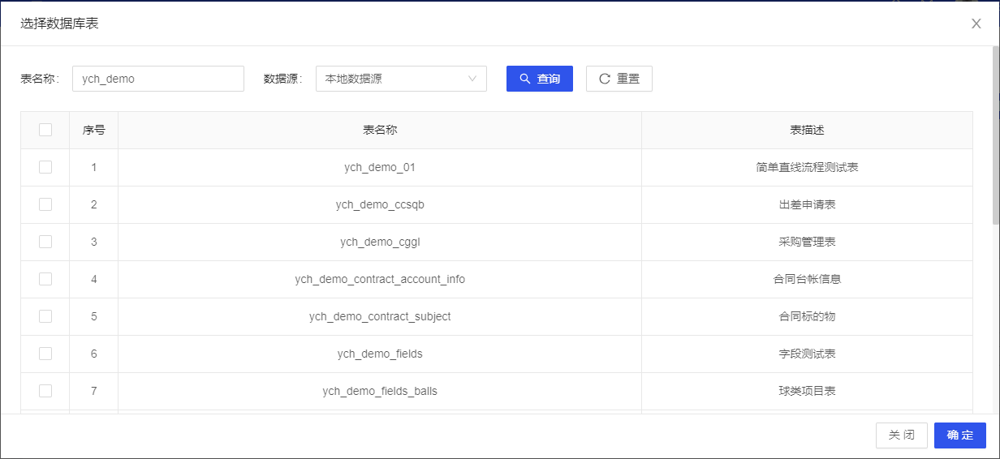 选择数据库表
表名称: ych_demo 数据源: 本地数据源 查询 重置
序号 表名称 表描述
1 ych_demo_01 简单直线流程测试表
2 ych_demo_ccsqb 出差申请表
3 ych_demo_cggl 采购管理表
4 ych_demo_contract_account_info 合同台帐信息
5 ych_demo_contract_subject 合同标的物
6 ych_demo_fields 字段测试表
7 ych_demo_fields_balls 球类项目表
关 闭 确 定